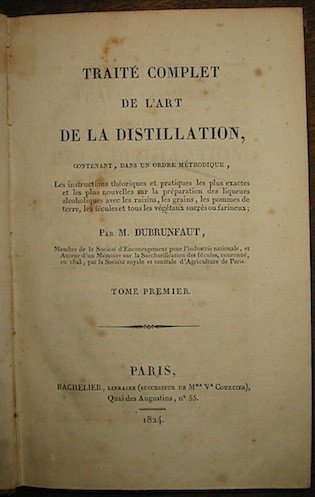 TRAITÉ COMPLET
DE L'ART
DE LA DISTILLATION,
CONTENANT, DANS UN ORDRE MÉTHODIQUE,
Les instructions théoriques et pratiques les plus exactes
et les plus nouvelles sur la préparation des liqueurs
alcoholiques avec les raisins, les grains, les pommes de
terre, les fécules et tous les végétaux sucrés ou farineux;
PAR M. DUBRUNFAUT,
Membre de la Société d'Encouragement pour l'industrie nationale, et
Auteur d'un Mémoire sur la Saccharification des fécules, couronné,
en 1823, par la Société royale et centrale d'Agriculture de Paris.
TOME PREMIER.
PARIS,
BACHELIER, LIBRAIRE (SUCCESSEUR DE Mme Ve COURCIER),
Quai des Augustins, n° 55.
1824.